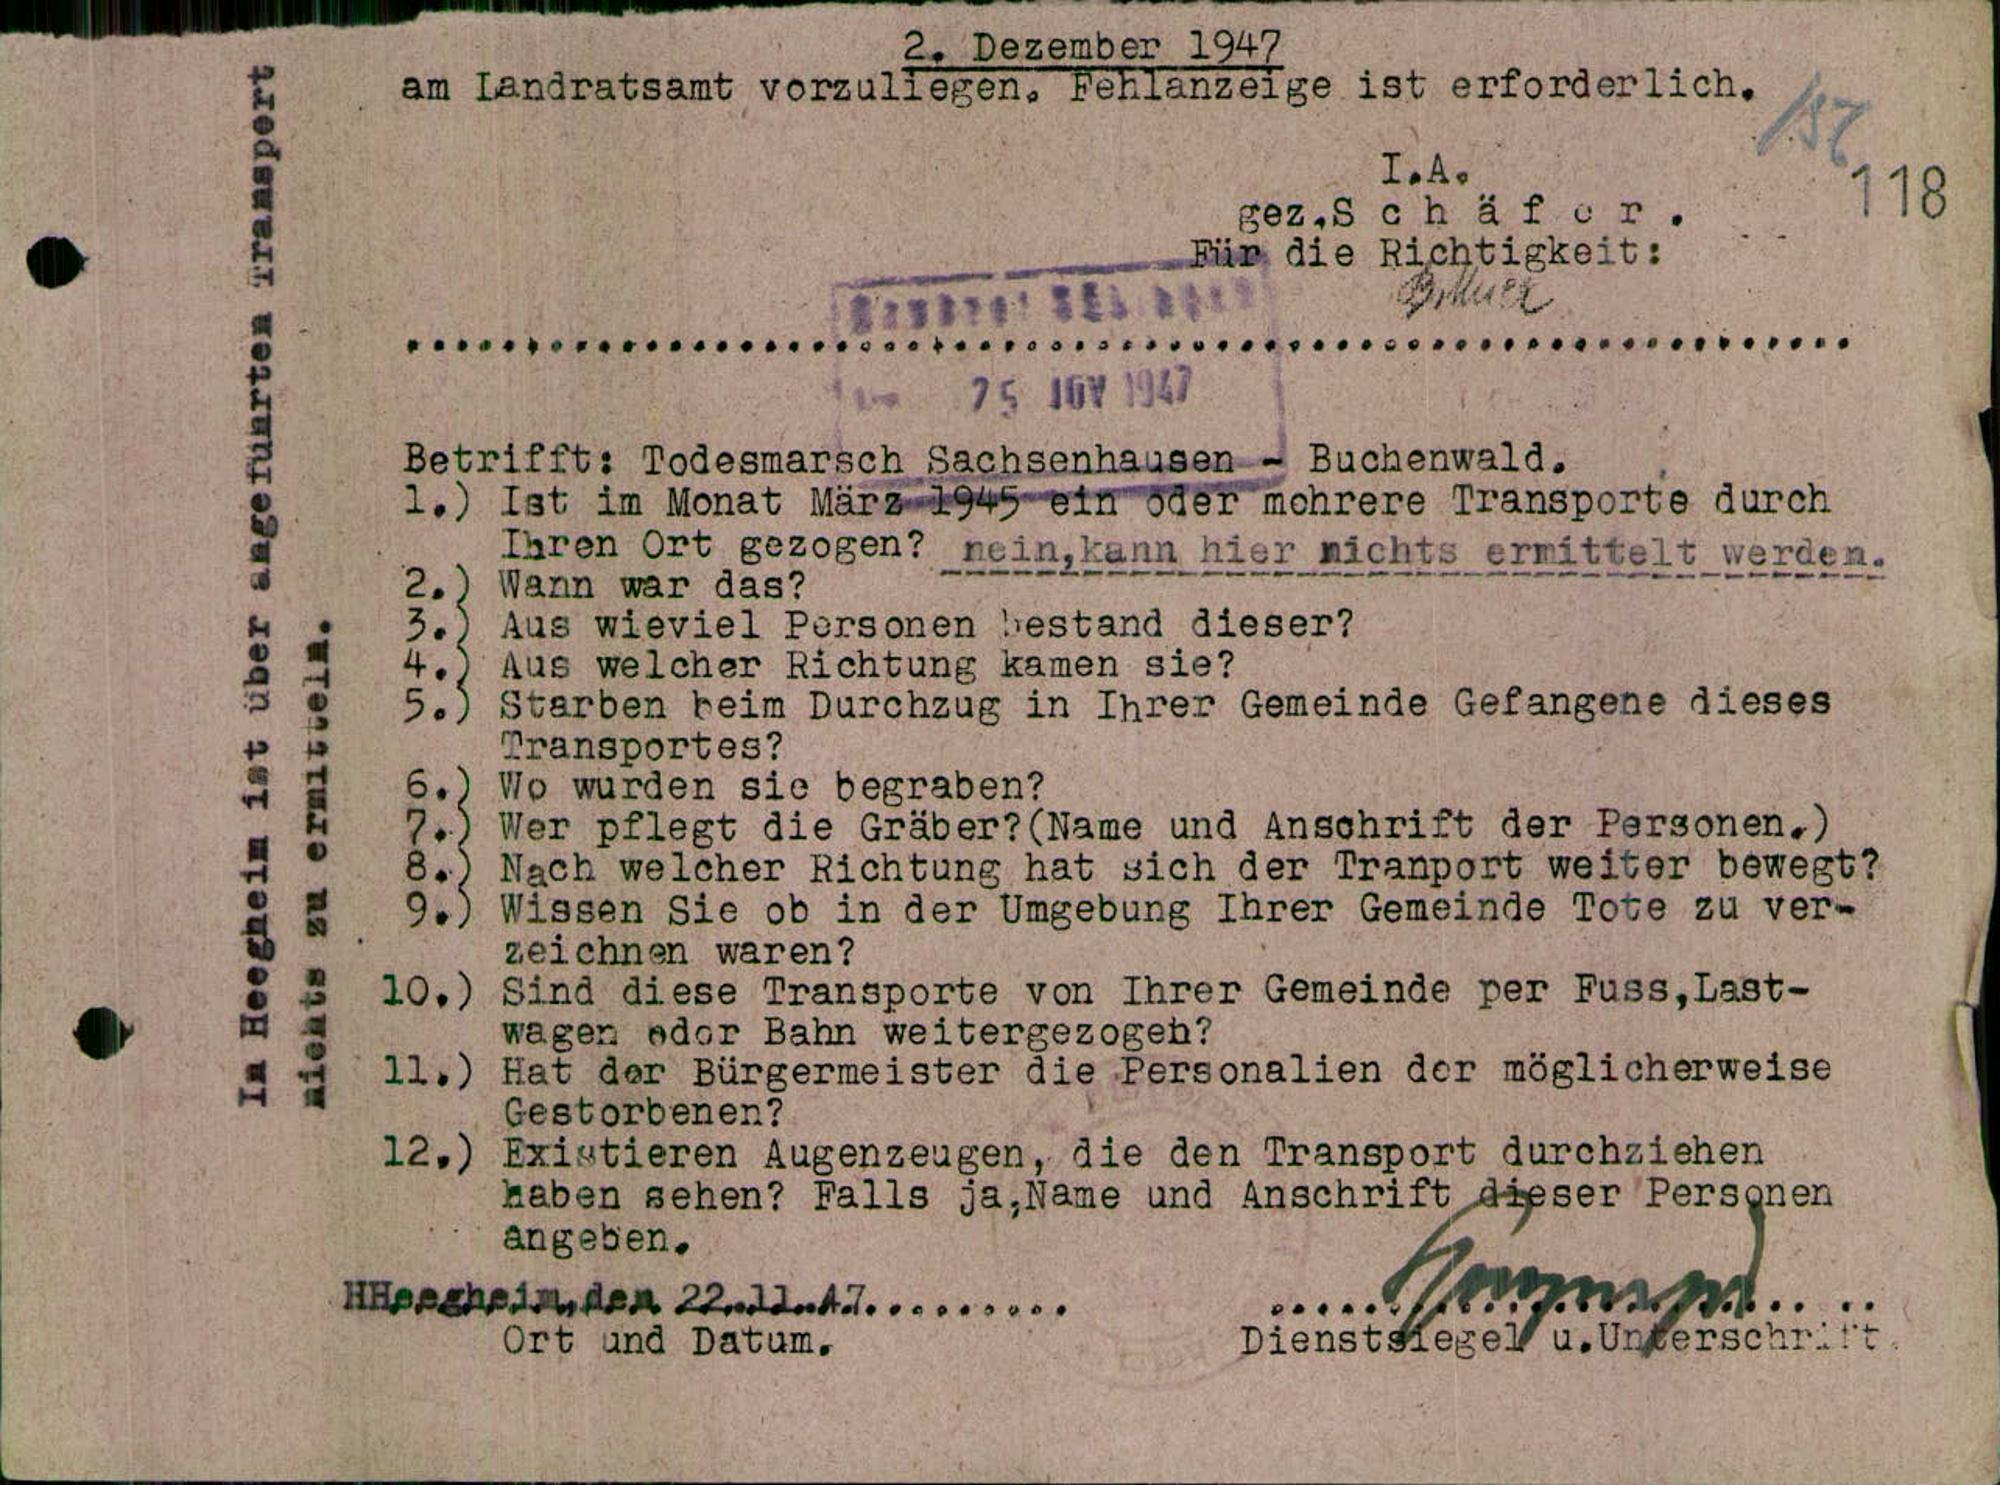 2. Dezember 1947
am Landratsamt vorzuliegen. Fehlanzeige ist erforderlich.
118
I.A.
gez.S c h ä f e r .
Für die Richtigkeit:
25 NOV 1947
Betrifft: Todesmarsch Sachsenhausen - Buchenwald.
1.) Ist im Monat März 1945 ein oder mehrere Transporte durch
Ihren Ort gezogen? nein,kann hier nichts ermittelt werden.
2.) Wann war das?
3.) Aus wieviel Personen bestand dieser?
4.) Aus welcher Richtung kamen sie?
5.) Starben beim Durchzug in Ihrer Gemeinde Gefangene dieses
Transportes?
6.) Wo wurden sie begraben?
7.) Wer pflegt die Gräber?(Name und Anschrift der Personen.)
8.) Nach welcher Richtung hat sich der Tranport weiter bewegt?
9.) Wissen Sie ob in der Umgebung Ihrer Gemeinde Tote zu ver-
zeichnen waren?
10.) Sind diese Transporte von Ihrer Gemeinde per Fuss,Last-
wagen oder Bahn weitergezogen?
11.) Hat der Bürgermeister die Personalien der möglicherweise
Gestorbenen?
12.) Existieren Augenzeugen, die den Transport durchziehen
haben sehen? Falls ja,Name und Anschrift dieser Personen
angeben.
HHeegheim,den 22.11.47..........
Ort und Datum.
Dienstsiegel u.Unterschrift.
In Heegheim ist über angefuhrten Transport
nichts zu ermitteln.